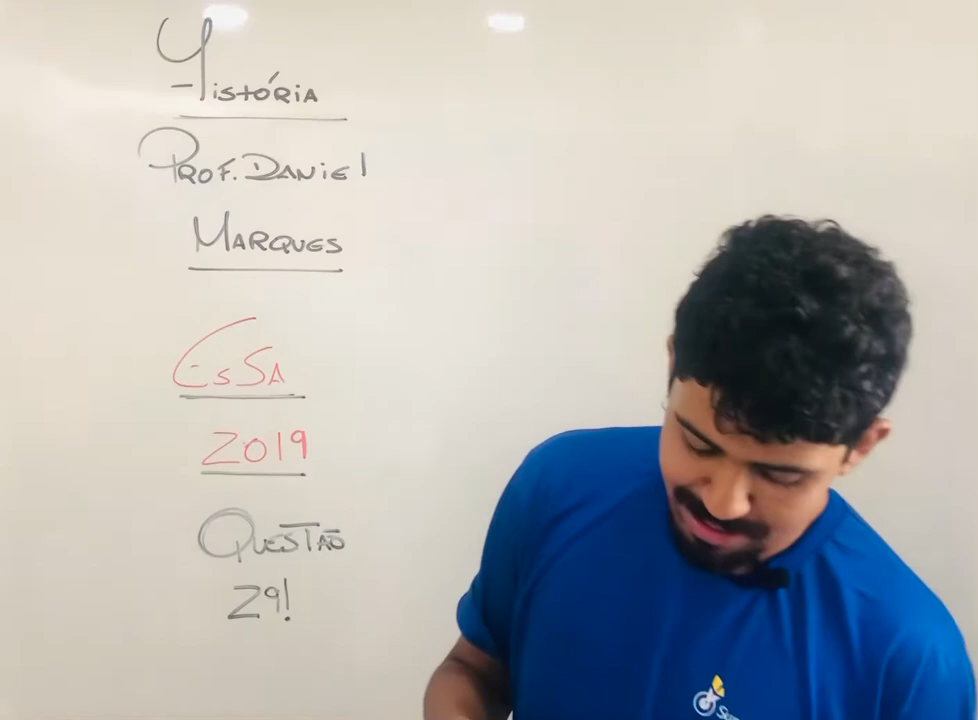 História
Prof. Daniel
Marques
EsSA
2019
Questão
29!